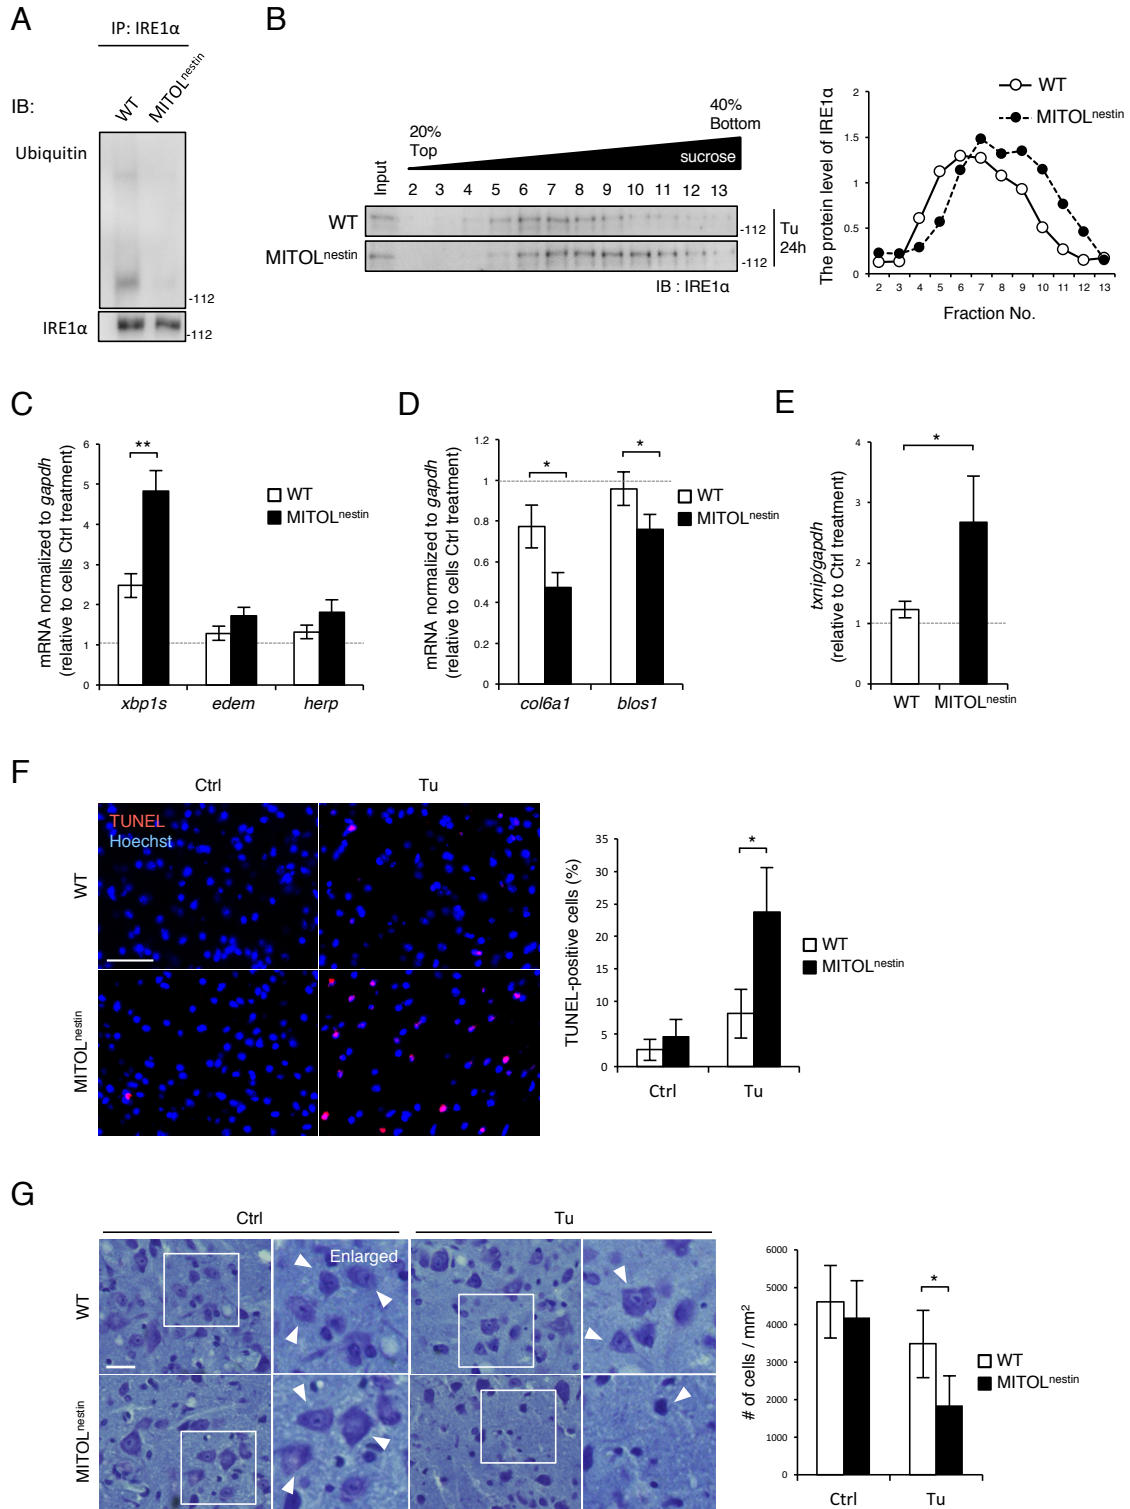 A
IP: IRE1α
IB:
WT
MITOLnestin
Ubiquitin
-112
IRE1α
-112
B
20%
Top
40%
Bottom
sucrose
Input
2 3 4 5 6 7 8 9 10 11 12 13
WT
-112
MITOLnestin
-112
Tu
24h
IB : IRE1α
WT
MITOLnestin
The protein level of IRE1α
2
1.5
1
0.5
0
2 3 4 5 6 7 8 9 10 11 12 13
Fraction No.
C
mRNA normalized to gapdh
(relative to cells Ctrl treatment)
6
5
4
3
2
1
0
**
WT
MITOLnestin
xbp1s edem herp
D
mRNA normalized to gapdh
(relative to cells Ctrl treatment)
1.2
1
0.8
0.6
0.4
0.2
0
*
*
WT
MITOLnestin
col6a1 blos1
E
txnip/gapdh
(relative to Ctrl treatment)
4
3
2
1
0
*
WT MITOLnestin
F
Ctrl Tu
TUNEL
Hoechst
WT
MITOLnestin
TUNEL-positive cells (%)
35
30
25
20
15
10
5
0
*
WT
MITOLnestin
Ctrl Tu
G
Ctrl Tu
Enlarged
WT
MITOLnestin
# of cells / mm2
6000
5000
4000
3000
2000
1000
0
*
WT
MITOLnestin
Ctrl Tu